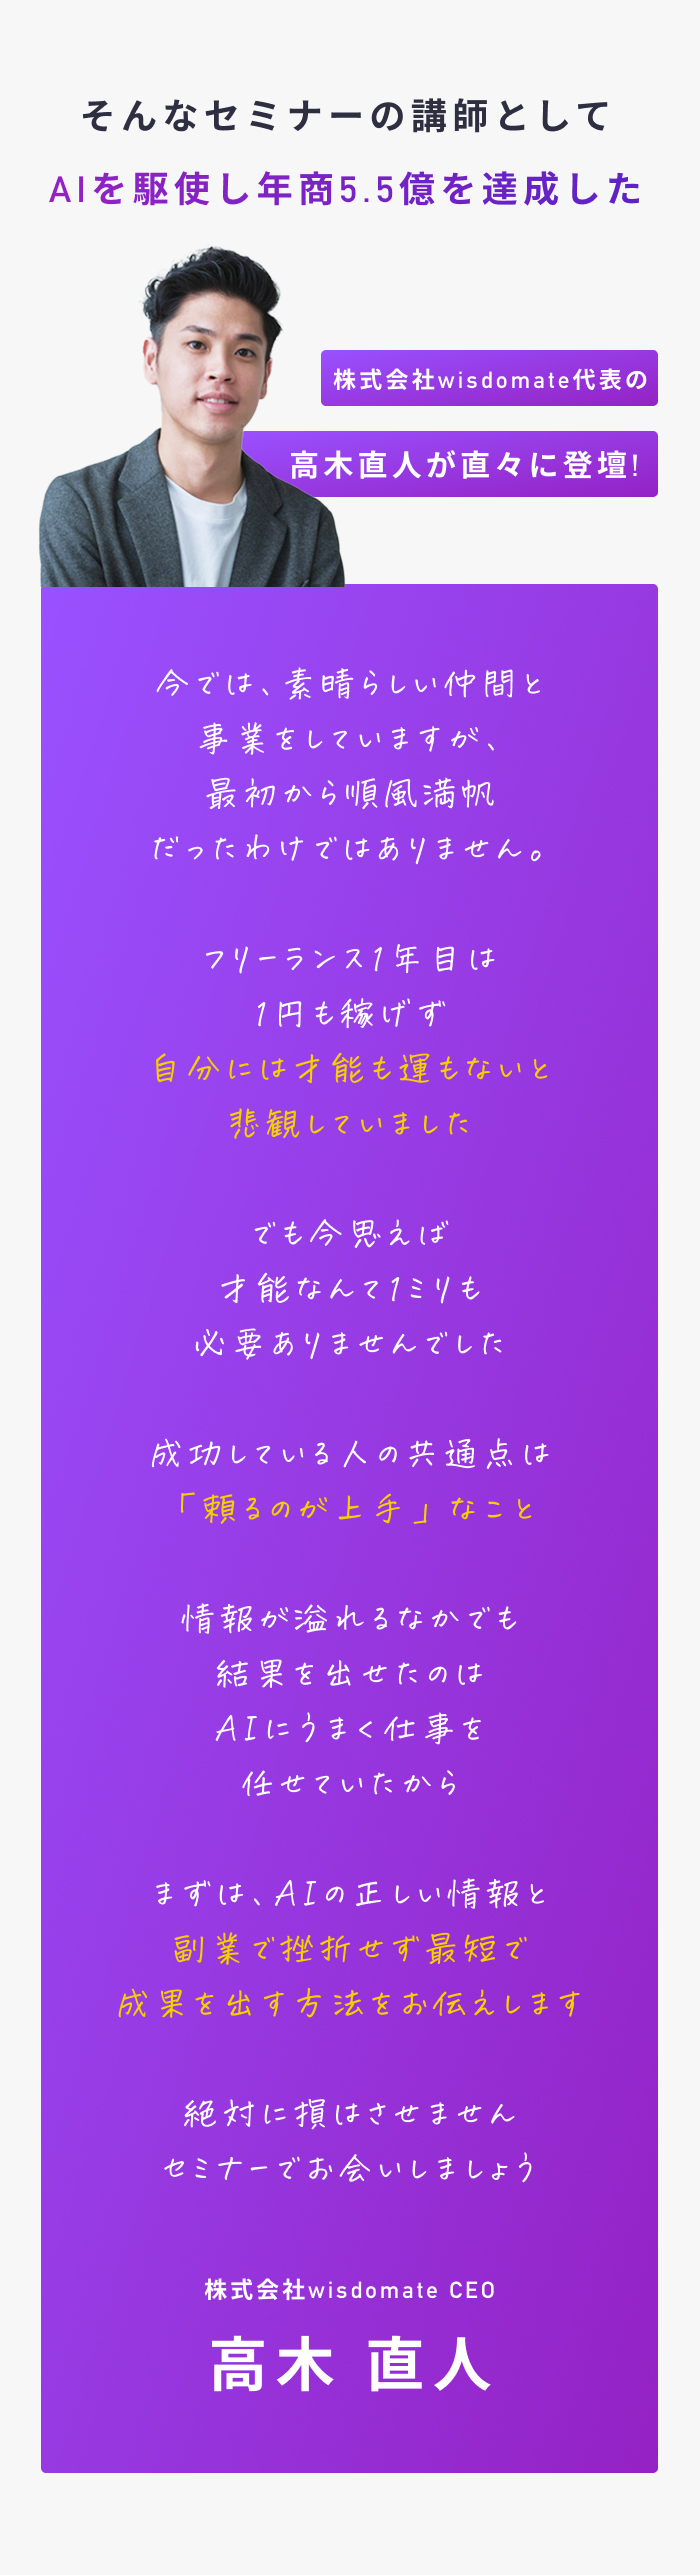 そんなセミナーの講師として
AIを駆使し年商5.5億を達成した
株式会社wisdomate代表の
高木直人が直々に登壇!
今では、素晴らしい仲間と
事業をしていますが、
最初から順風満帆
だったわけではありません。
フリーランス1年目は
1円も稼げず
自分には才能も運もないと
悲観していました
でも今思えば
才能なんて1ミリも
必要ありませんでした
成功している人の共通点は
「頼るのが上手」なこと
情報が溢れるなかでも
結果を出せたのは
AIにうまく仕事を
任せていたから
まずは、AIの正しい情報と
副業で挫折せず最短で
成果を出す方法をお伝えします
絶対に損はさせません
セミナーでお会いしましょう
株式会社wisdomate CEO
高木 直人